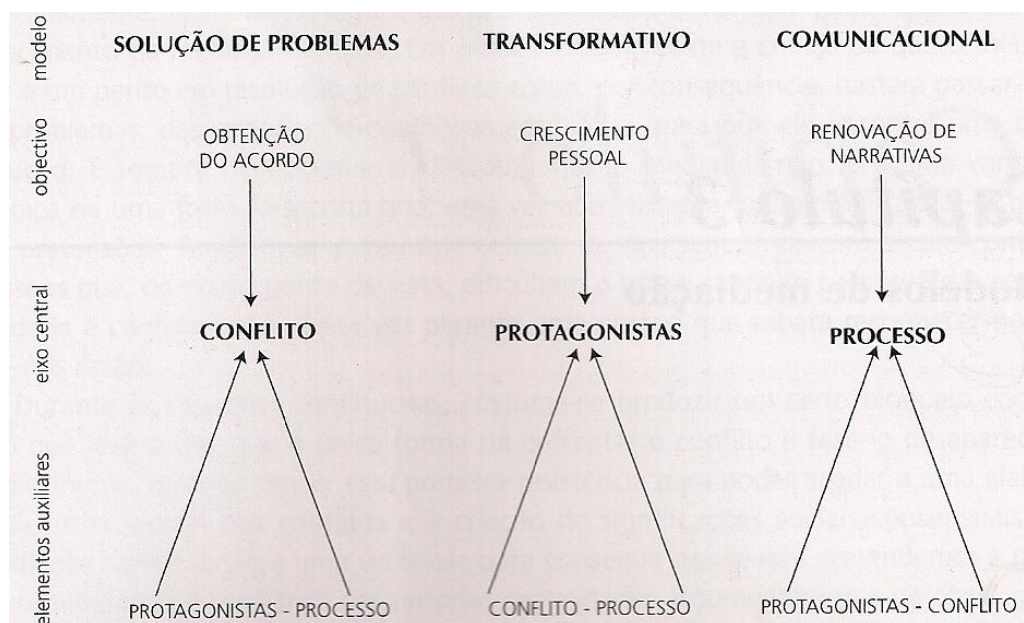 modelo
SOLUÇÃO DE PROBLEMAS
TRANSFORMATIVO
COMUNICACIONAL
objectivo
OBTENÇÃO
DO ACORDO
CRESCIMENTO
PESSOAL
RENOVAÇÃO DE
NARRATIVAS
eixo central
CONFLITO
PROTAGONISTAS
PROCESSO
elementos auxiliares
PROTAGONISTAS - PROCESSO
CONFLITO - PROCESSO
PROTAGONISTAS - CONFLITO